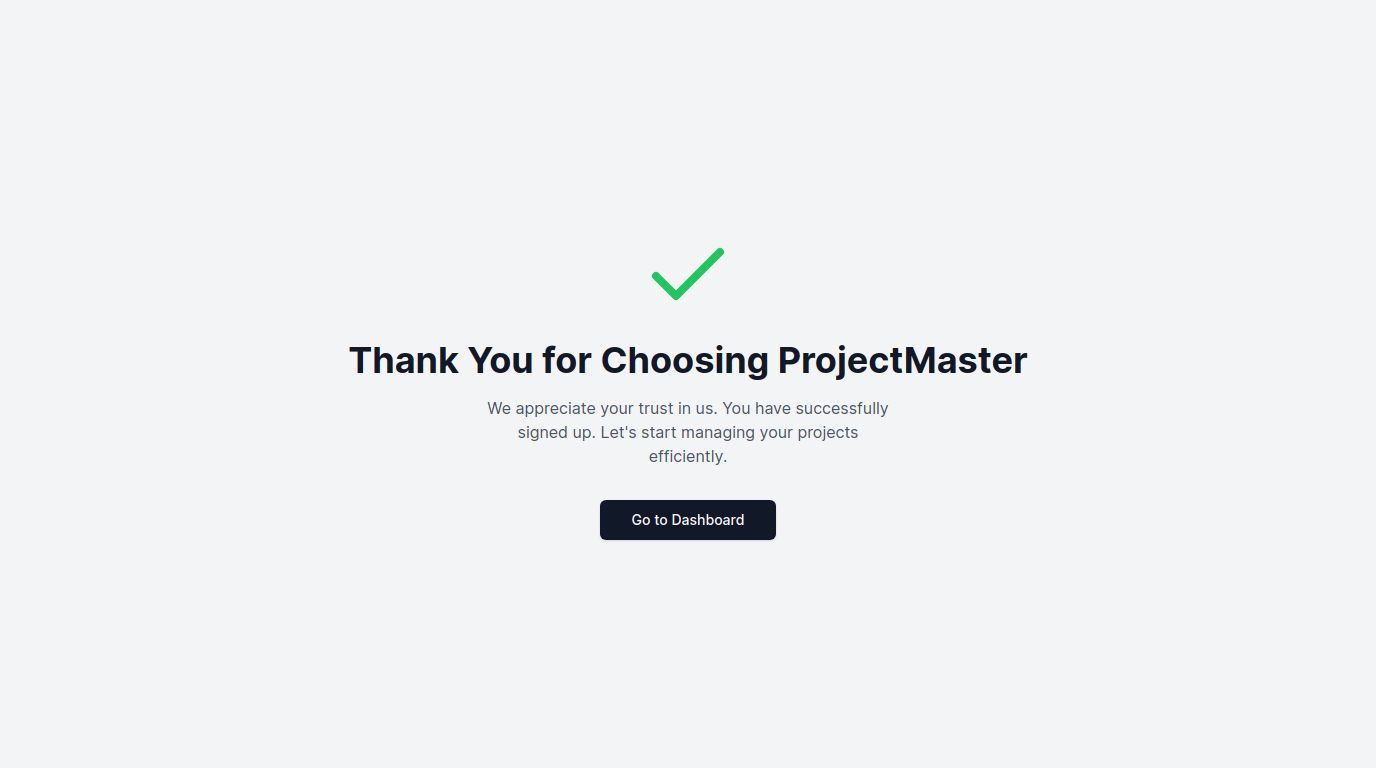 Thank You for Choosing ProjectMaster
We appreciate your trust in us. You have successfully
signed up. Let's start managing your projects
efficiently.
Go to Dashboard